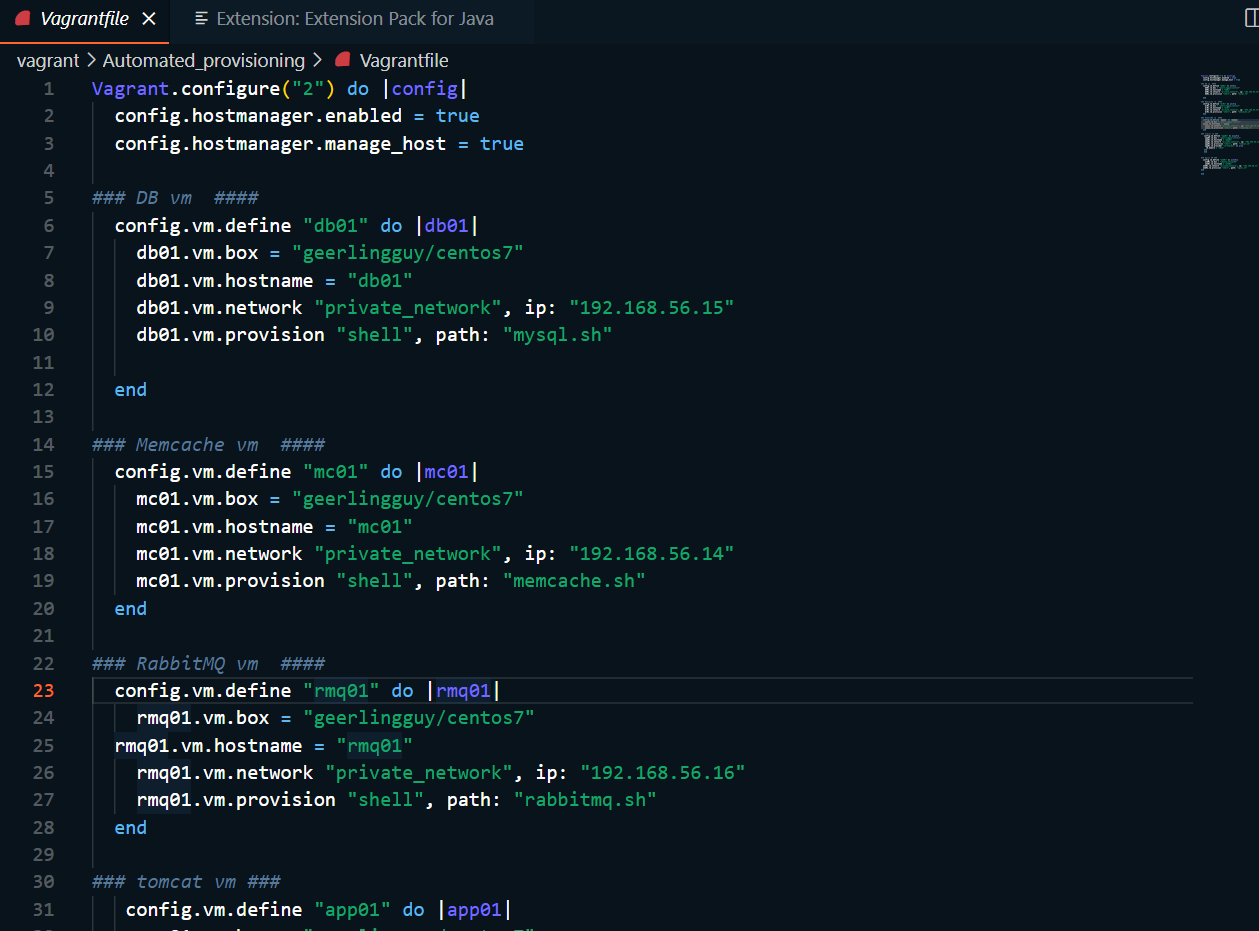 Vagrantfile
Extension: Extension Pack for Java
vagrant > Automated_provisioning > Vagrantfile
1 Vagrant.configure("2") do |config|
2 config.hostmanager.enabled = true
3 config.hostmanager.manage_host = true
4
5 ### DB vm  ####
6 config.vm.define "db01" do |db01|
7 db01.vm.box = "geerlingguy/centos7"
8 db01.vm.hostname = "db01"
9 db01.vm.network "private_network", ip: "192.168.56.15"
10 db01.vm.provision "shell", path: "mysql.sh"
11
12 end
13
14 ### Memcache vm  ####
15 config.vm.define "mc01" do |mc01|
16 mc01.vm.box = "geerlingguy/centos7"
17 mc01.vm.hostname = "mc01"
18 mc01.vm.network "private_network", ip: "192.168.56.14"
19 mc01.vm.provision "shell", path: "memcache.sh"
20 end
21
22 ### RabbitMQ vm  ####
23 config.vm.define "rmq01" do |rmq01|
24 rmq01.vm.box = "geerlingguy/centos7"
25 rmq01.vm.hostname = "rmq01"
26 rmq01.vm.network "private_network", ip: "192.168.56.16"
27 rmq01.vm.provision "shell", path: "rabbitmq.sh"
28 end
29
30 ### tomcat vm ###
31 config.vm.define "app01" do |app01|